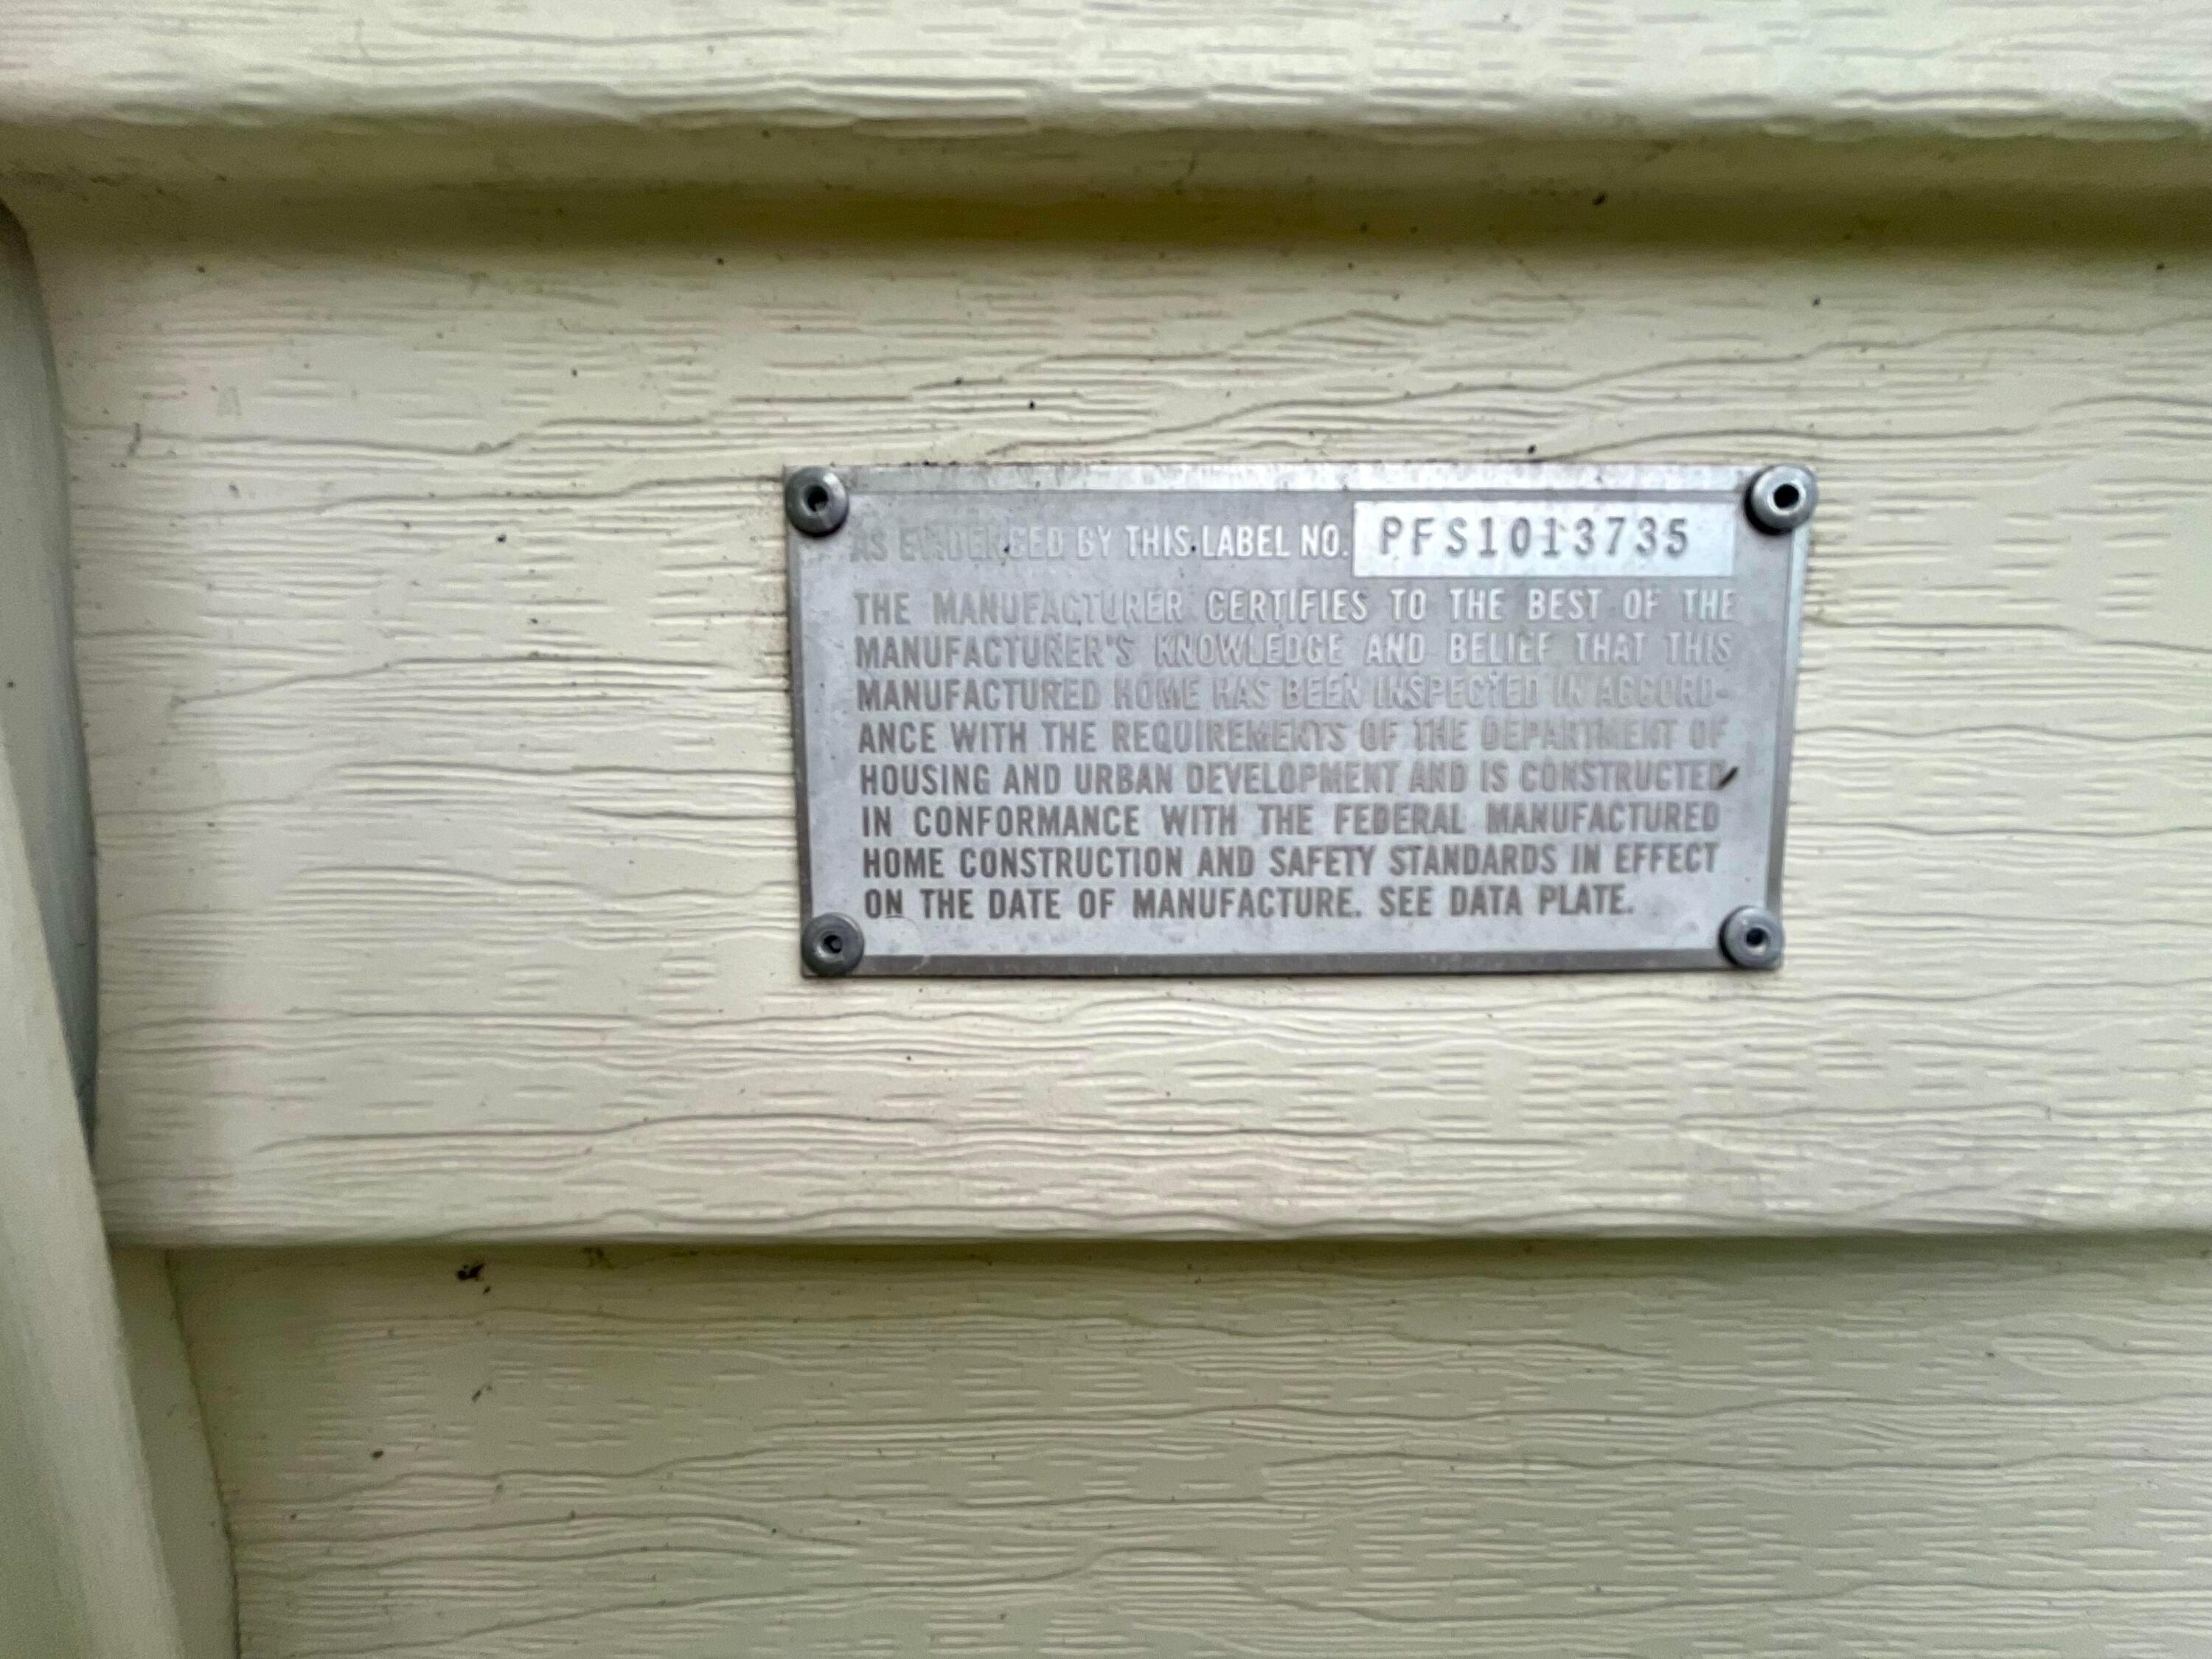 AS EVIDENCED BY THIS LABEL NO. PFS1013735
THE MANUFACTURER CERTIFIES TO THE BEST OF THE
MANUFACTURER'S KNOWLEDGE AND BELIEF THAT THIS
MANUFACTURED HOME HAS BEEN INSPECTED IN ACCORD-
ANCE WITH THE REQUIREMENTS OF THE DEPARTMENT OF
HOUSING AND URBAN DEVELOPMENT AND IS CONSTRUCTED
IN CONFORMANCE WITH THE FEDERAL MANUFACTURED
HOME CONSTRUCTION AND SAFETY STANDARDS IN EFFECT
ON THE DATE OF MANUFACTURE. SEE DATA PLATE.